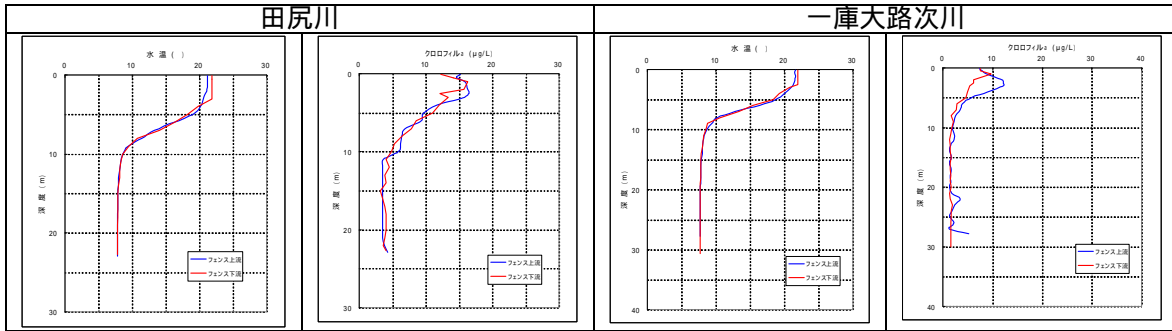 田尻川
一庫大路次川
水 温( )
0 10 20 30
0
10
20
30
深 度 (m)
フェンス上流
フェンス下流
クロロフィルa (μg/L)
0 10 20 30
0
10
20
30
深 度 (m)
フェンス上流
フェンス下流
水 温( )
0 10 20 30
0
10
20
30
40
深 度 (m)
フェンス上流
フェンス下流
クロロフィルa (μg/L)
0 10 20 30 40
0
10
20
30
40
深 度 (m)
フェンス上流
フェンス下流